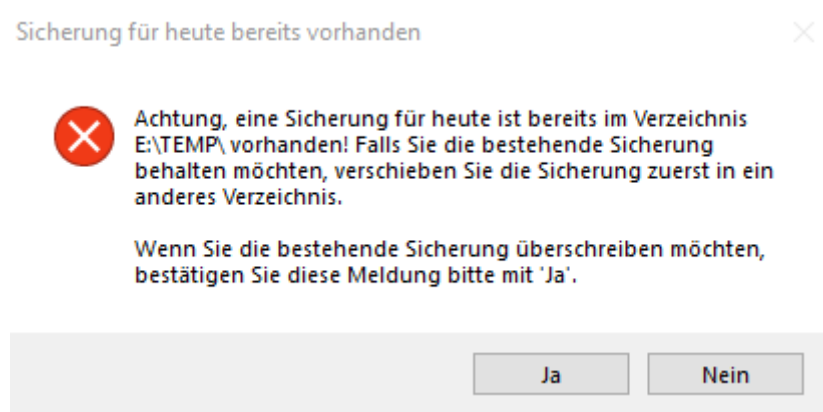 Sicherung für heute bereits vorhanden
Achtung, eine Sicherung für heute ist bereits im Verzeichnis
E:\TEMP\ vorhanden! Falls Sie die bestehende Sicherung
behalten möchten, verschieben Sie die Sicherung zuerst in ein
anderes Verzeichnis.
Wenn Sie die bestehende Sicherung überschreiben möchten,
bestätigen Sie diese Meldung bitte mit 'Ja'.
Ja
Nein